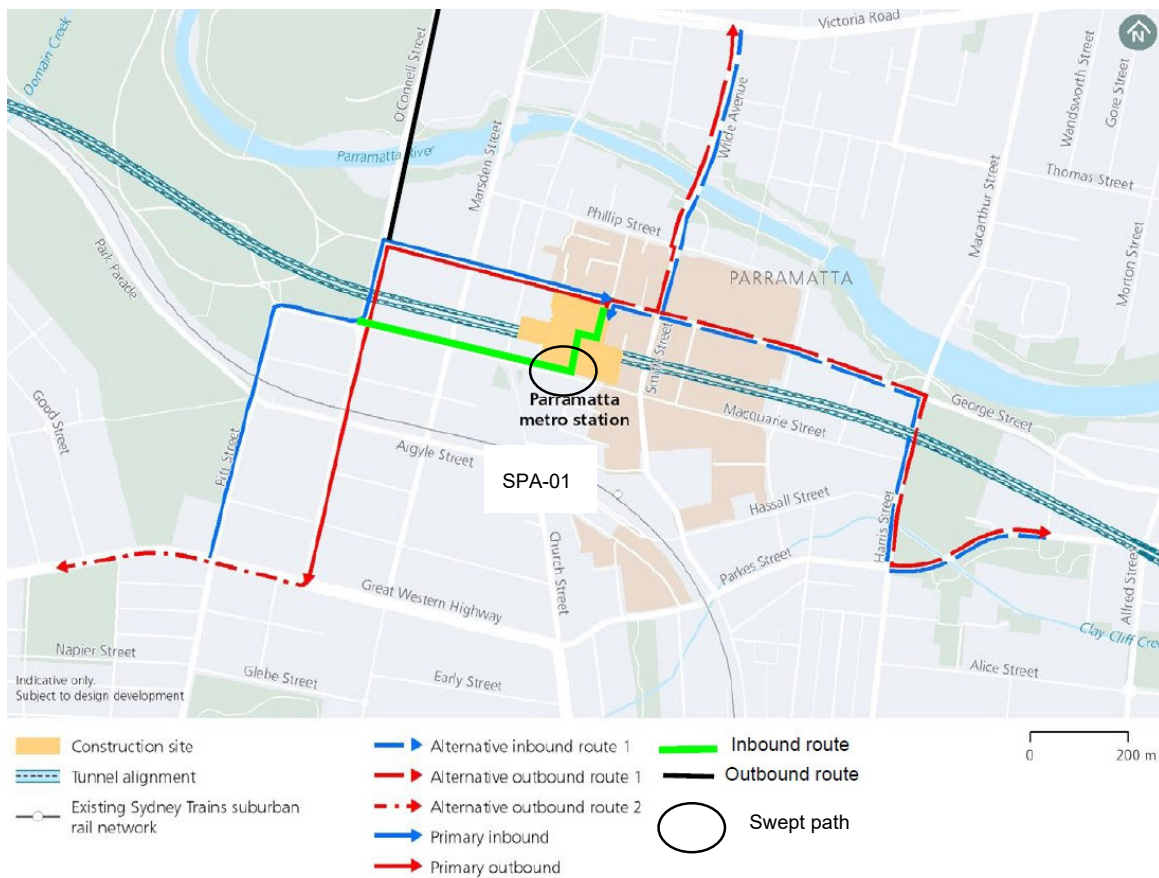 Victoria Road
N
Domain Creek
O'Connell Street
Wandsworth Street
Gore Street
Parramatta River
Marsden Street
Wilde Avenue
Macarthur Street
Thomas Street
Phillip Street
Morton Street
Park Parade
PARRAMATTA
Smith Street
George Street
Good Street
Parramatta
metro station
Macquarie Street
Pitt Street
Argyle Street
SPA-01
Hassall Street
Harris Street
Church Street
Parkes Street
Great Western Highway
Alfred Street
Clay Cliff Cree
Napier Street
Glebe Street
Early Street
Alice Street
Indicative only.
Subject to design development
Construction site
Tunnel alignment
Existing Sydney Trains suburban
rail network
Alternative inbound route 1
Alternative outbound route 1
Alternative outbound route 2
Primary inbound
Primary outbound
Inbound route
Outbound route
Swept path
0 200 m